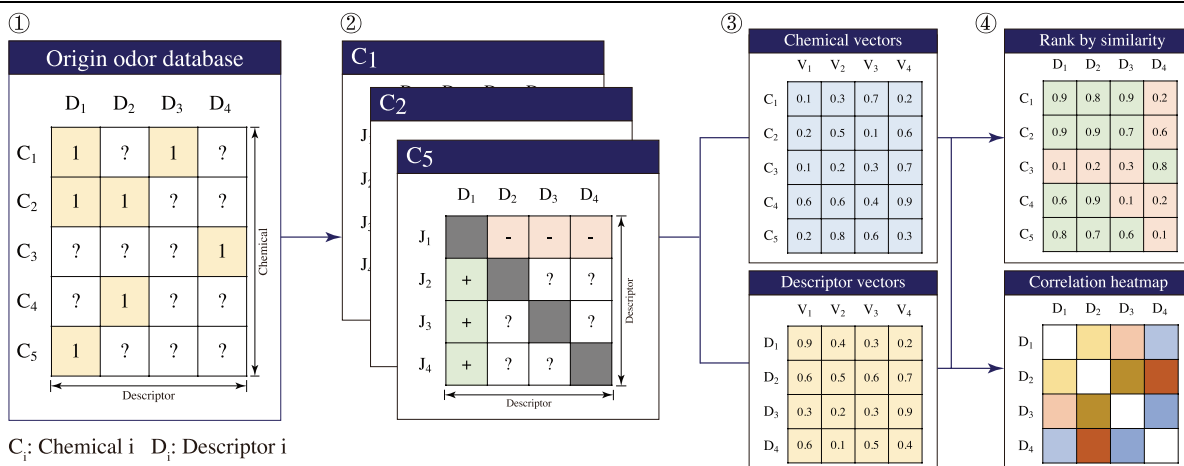 ①
Origin odor database
D1 D2 D3 D4
C1 1 ? 1 ?
C2 1 1 ? ?
C3 ? ? ? 1
C4 ? 1 ? ?
C5 1 ? ? ?
Chemical
Descriptor
Ci: Chemical i Di: Descriptor i
②
C1
C2
C5
D1 D2 D3 D4
J1 - - -
J2 + ? ?
J3 + ? ?
J4 + ? ?
Descriptor
Descriptor
③
Chemical vectors
V1 V2 V3 V4
C1 0.1 0.3 0.7 0.2
C2 0.2 0.5 0.1 0.6
C3 0.1 0.2 0.3 0.7
C4 0.6 0.6 0.4 0.9
C5 0.2 0.8 0.6 0.3
Descriptor vectors
V1 V2 V3 V4
D1 0.9 0.4 0.3 0.2
D2 0.6 0.5 0.6 0.7
D3 0.3 0.2 0.3 0.9
D4 0.6 0.1 0.5 0.4
④
Rank by similarity
D1 D2 D3 D4
C1 0.9 0.8 0.9 0.2
C2 0.9 0.9 0.7 0.6
C3 0.1 0.2 0.3 0.8
C4 0.6 0.9 0.1 0.2
C5 0.8 0.7 0.6 0.1
Correlation heatmap
D1 D2 D3 D4
D1
D2
D3
D4